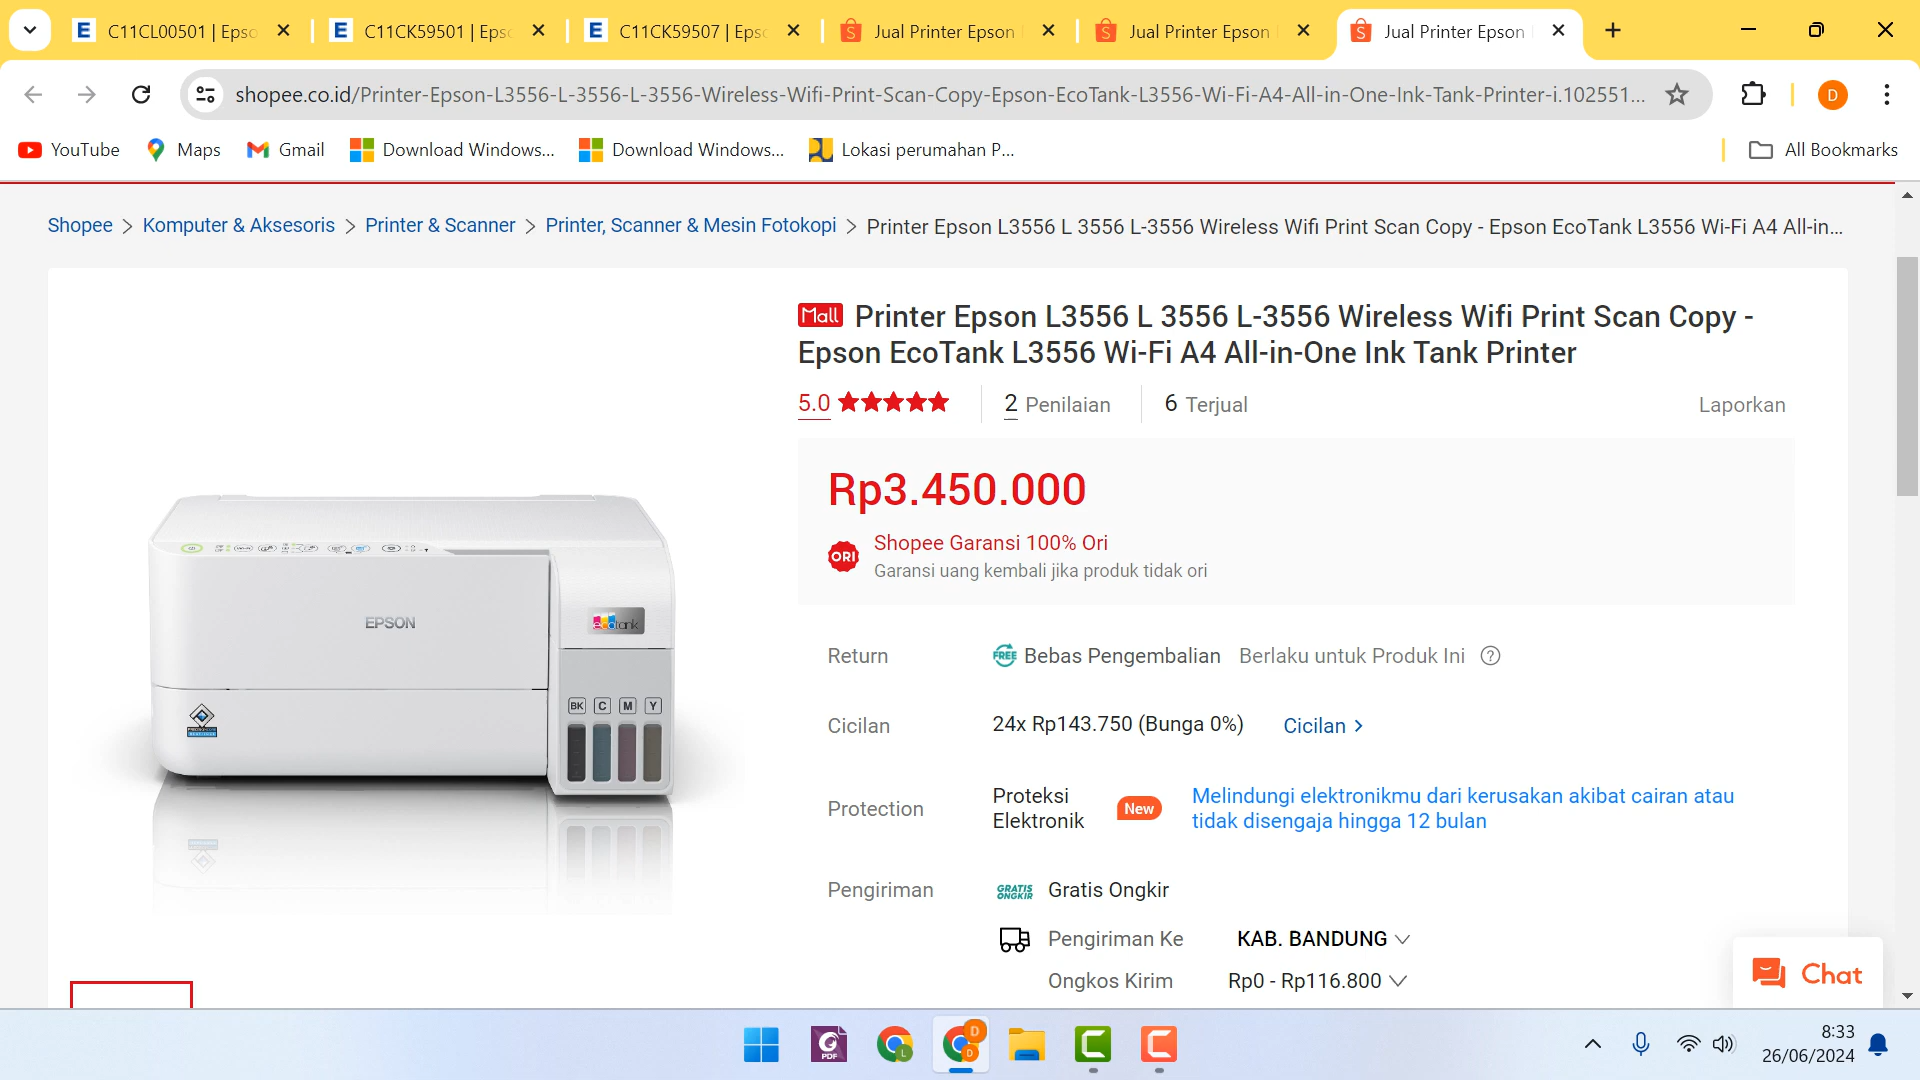 C11CL00501 | Epso
C11CK59501 | Epso
C11CK59507 | Epso
Jual Printer Epson
Jual Printer Epson
Jual Printer Epson
shopee.co.id/Printer-Epson-L3556-L-3556-L-3556-Wireless-Wifi-Print-Scan-Copy-Epson-EcoTank-L3556-Wi-Fi-A4-All-in-One-Ink-Tank-Printer-i.102551...
D
YouTube
Maps
Gmail
Download Windows...
Download Windows...
Lokasi perumahan P...
All Bookmarks
Shopee > Komputer & Aksesoris > Printer & Scanner > Printer, Scanner & Mesin Fotokopi > Printer Epson L3556 L 3556 L-3556 Wireless Wifi Print Scan Copy - Epson EcoTank L3556 Wi-Fi A4 All-in...
Mall Printer Epson L3556 L 3556 L-3556 Wireless Wifi Print Scan Copy -
Epson EcoTank L3556 Wi-Fi A4 All-in-One Ink Tank Printer
5.0
2 Penilaian
6 Terjual
Laporkan
Rp3.450.000
ORI
Shopee Garansi 100% Ori
Garansi uang kembali jika produk tidak ori
EPSON
ecotank
BK C M Y
Return
FREE Bebas Pengembalian Berlaku untuk Produk Ini ?
Cicilan
24x Rp143.750 (Bunga 0%)
Cicilan >
Protection
Proteksi
Elektronik
New
Melindungi elektronikmu dari kerusakan akibat cairan atau
tidak disengaja hingga 12 bulan
Pengiriman
GRATIS
ONGKIR
Gratis Ongkir
Pengiriman Ke
KAB. BANDUNG
Ongkos Kirim
Rp0 - Rp116.800
Chat
PDF
L
D
D
8:33
26/06/2024